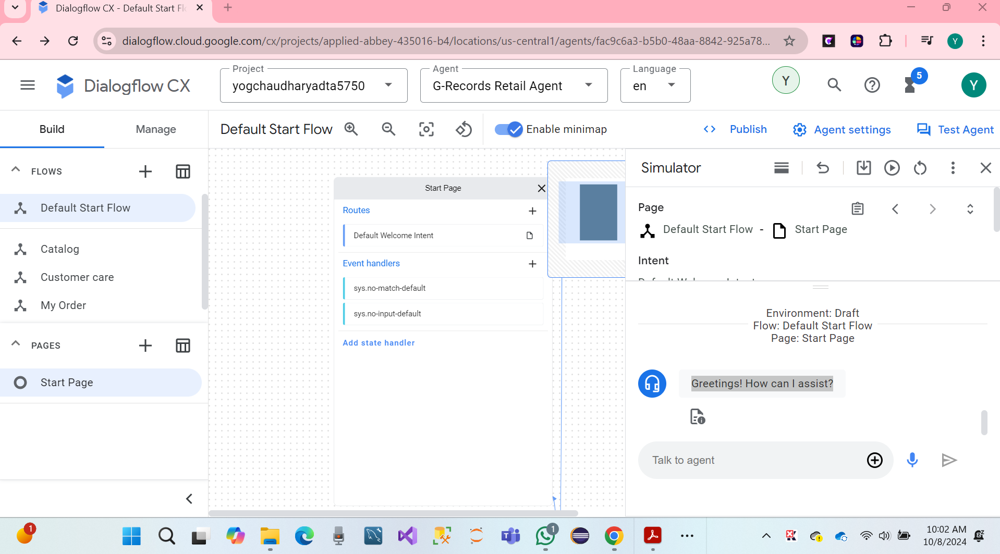 Dialogflow CX - Default Start Fl
dialogflow.cloud.google.com/cx/projects/applied-abbey-435016-b4/locations/us-central1/agents/fac9c6a3-b5b0-48aa-8842-925a78...
Y
Dialogflow CX
Project
yogchaudharyadta5750
Agent
G-Records Retail Agent
Language
en
Y
5
Y
Build
Manage
Default Start Flow
Enable minimap
Publish
Agent settings
Test Agent
FLOWS
Default Start Flow
Catalog
Customer care
My Order
PAGES
Start Page
Start Page
Routes
Default Welcome Intent
Event handlers
sys.no-match-default
sys.no-input-default
Add state handler
Simulator
Page
Default Start Flow - Start Page
Intent
Default Welcome Intent
Environment: Draft
Flow: Default Start Flow
Page: Start Page
Greetings! How can I assist?
Talk to agent
1
1
10:02 AM
10/8/2024